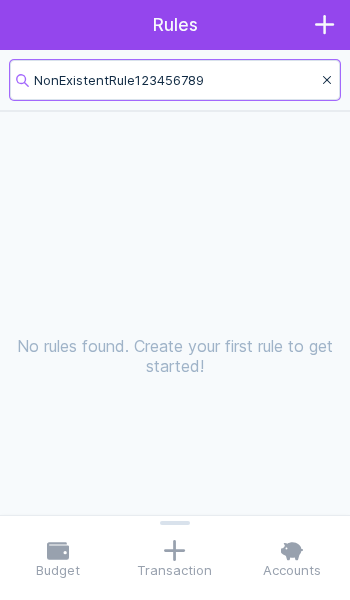 Rules
NonExistentRule123456789
No rules found. Create your first rule to get
started!
Budget
Transaction
Accounts